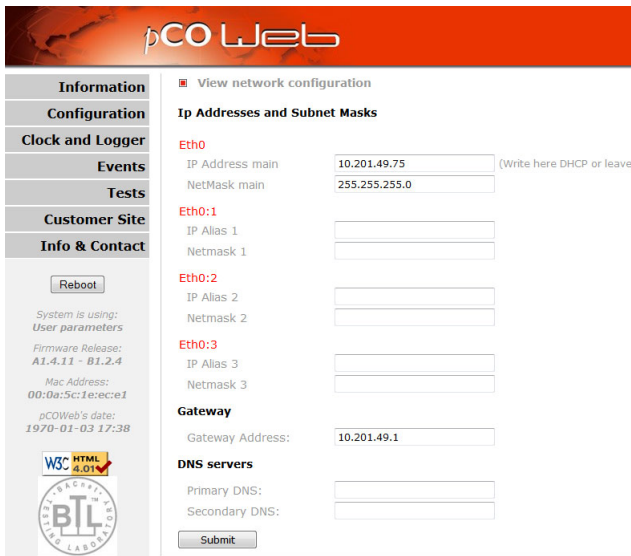 pCOWeb
Information
Configuration
Clock and Logger
Events
Tests
Customer Site
Info & Contact
Reboot
System is using:
User parameters
Firmware Release:
A1.4.11 - B1.2.4
Mac Address:
00:0a:5c:1e:ec:e1
pCOWeb's date:
1970-01-03 17:38
W3C HTML
4.01
BACnet
BTL
TESTING LABORATORY
View network configuration
Ip Addresses and Subnet Masks
Eth0
IP Address main 10.201.49.75 (Write here DHCP or leave
NetMask main 255.255.255.0
Eth0:1
IP Alias 1
Netmask 1
Eth0:2
IP Alias 2
Netmask 2
Eth0:3
IP Alias 3
Netmask 3
Gateway
Gateway Address: 10.201.49.1
DNS servers
Primary DNS:
Secondary DNS:
Submit